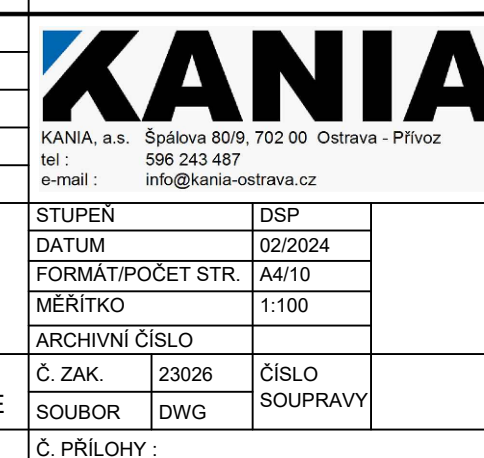 KANIA
KANIA, a.s. Špálova 80/9, 702 00 Ostrava - Přívoz
tel : 596 243 487
e-mail : info@kania-ostrava.cz
STUPEŇ DSP
DATUM 02/2024
FORMÁT/POČET STR. A4/10
MĚŘÍTKO 1:100
ARCHIVNÍ ČÍSLO
Č. ZAK. 23026 ČÍSLO
SOUPRAVY
E SOUBOR DWG
Č. PŘÍLOHY :